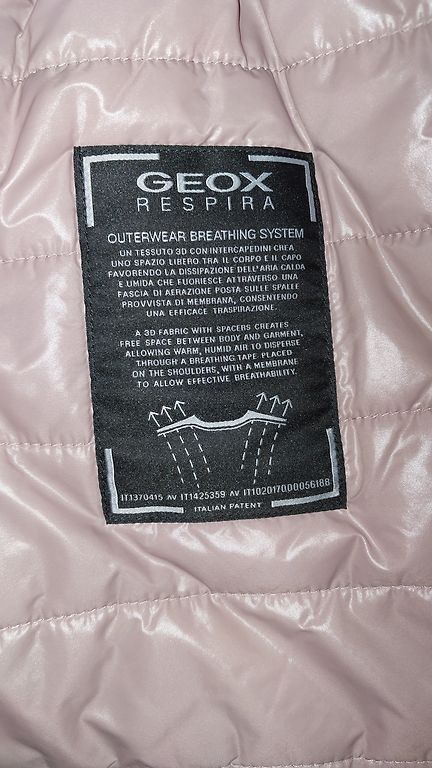 GEOX
RESPIRA
OUTERWEAR BREATHING SYSTEM
UN TESSUTO 3D CON INTERCAPEDINI CREA
UNO SPAZIO LIBERO TRA IL CORPO E IL CAPO
FAVORENDO LA DISSIPAZIONE DELL'ARIA CALDA
E UMIDA CHE FUORIESCE ATTRAVERSO UNA
FASCIA DI AERAZIONE POSTA SULLE SPALLE
PROVVISTA DI MEMBRANA, CONSENTENDO
UNA EFFICACE TRASPIRAZIONE.
A 3D FABRIC WITH SPACERS CREATES
FREE SPACE BETWEEN BODY AND GARMENT,
ALLOWING WARM, HUMID AIR TO DISPERSE
THROUGH A BREATHING TAPE PLACED
ON THE SHOULDERS, WITH A MEMBRANE
TO ALLOW EFFECTIVE BREATHABILITY.
IT1370415 AV IT1425359 AV IT102017000056188
ITALIAN PATENT